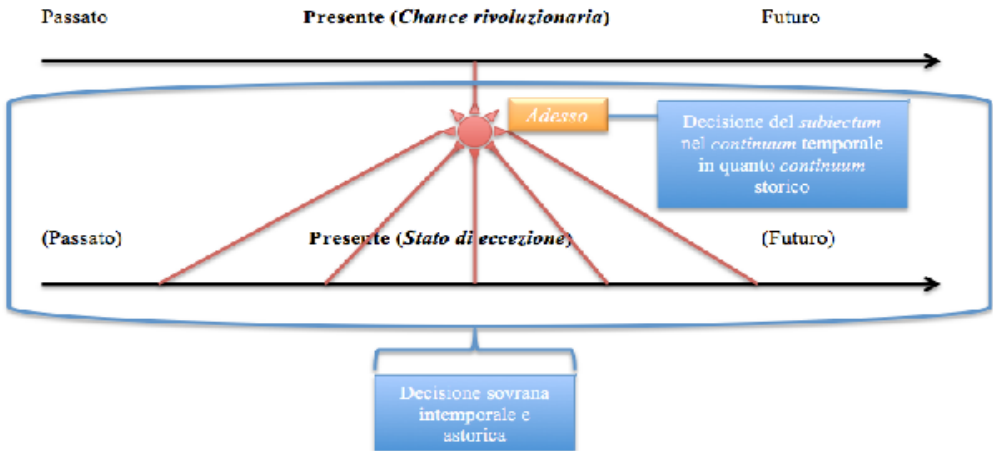 Passato Presente (Chance rivoluzionaria) Futuro
Adesso
Decisione del subiectum
nel continuum temporale
in quanto continuum
storico
(Passato) Presente (Stato di eccezione) (Futuro)
Decisione sovrana
intemporale e
astorica